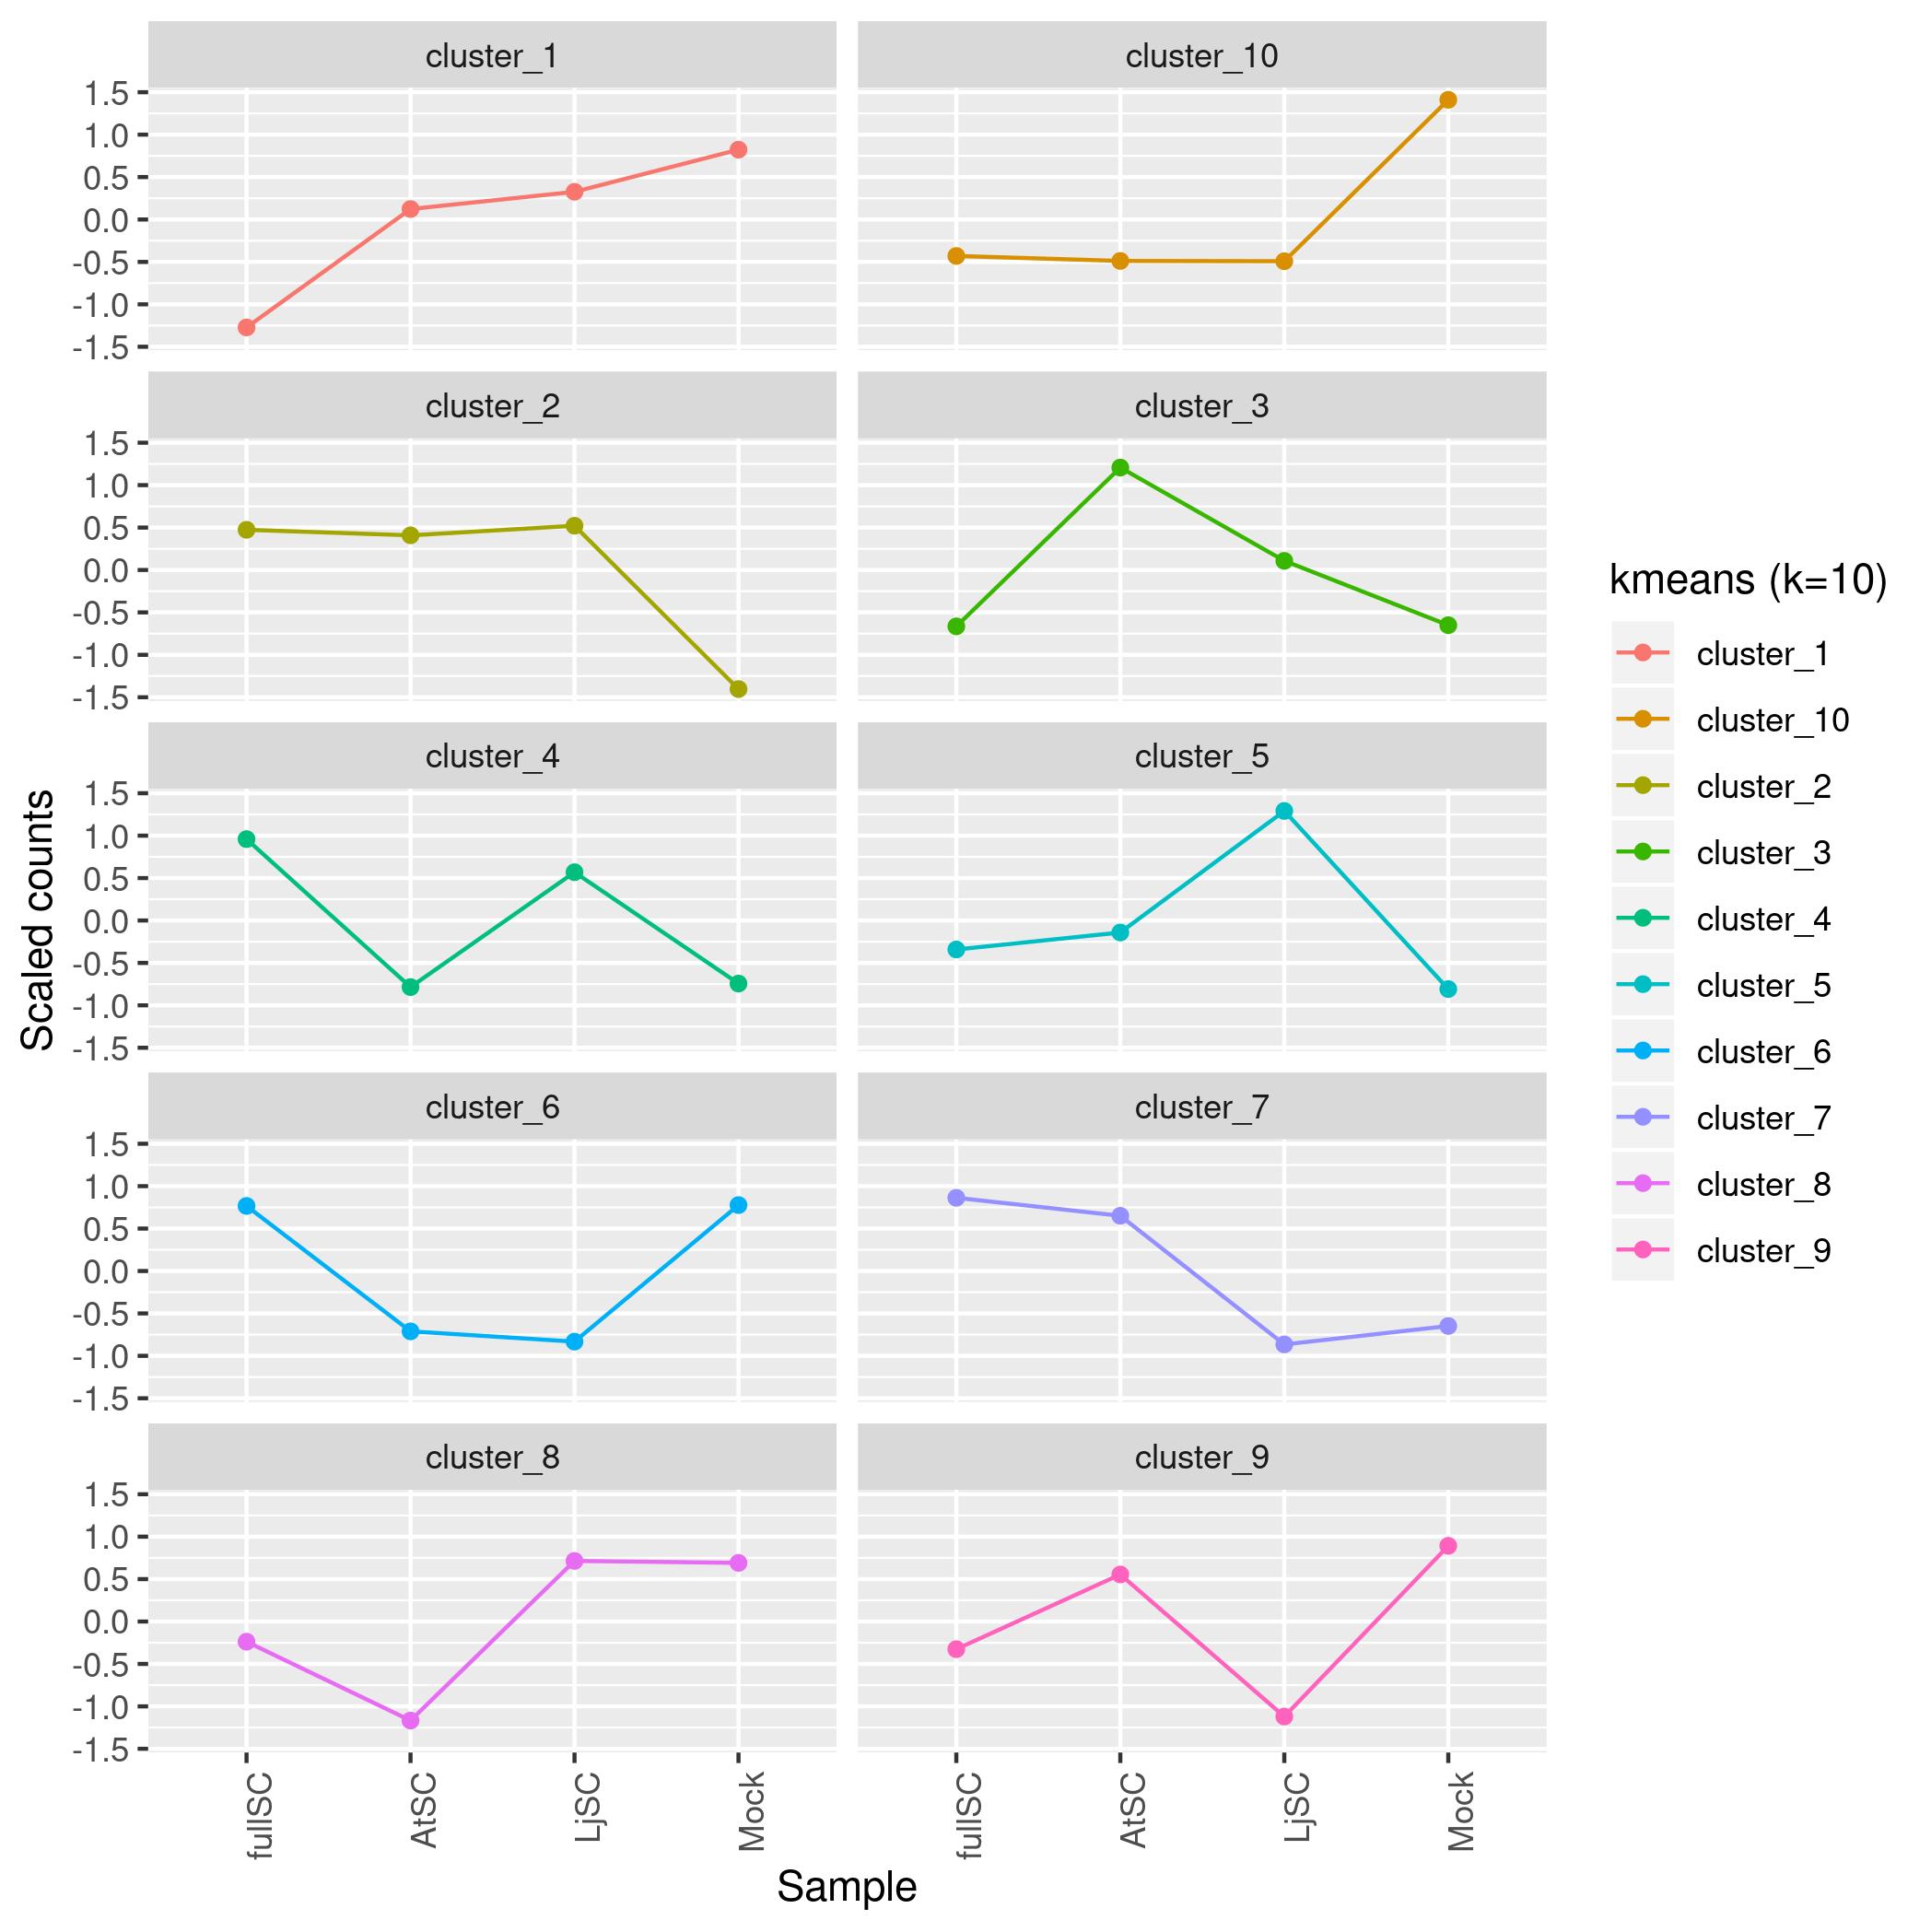 cluster_1
cluster_10
1.5
1.0
0.5
0.0
-0.5
-1.0
-1.5
cluster_2
cluster_3
1.5
1.0
0.5
0.0
-0.5
-1.0
-1.5
cluster_4
cluster_5
1.5
1.0
0.5
0.0
-0.5
-1.0
-1.5
cluster_6
cluster_7
1.5
1.0
0.5
0.0
-0.5
-1.0
-1.5
cluster_8
cluster_9
1.5
1.0
0.5
0.0
-0.5
-1.0
-1.5
fullSC
AtSC
LjSC
Mock
fullSC
AtSC
LjSC
Mock
Sample
Scaled counts
kmeans (k=10)
cluster_1
cluster_10
cluster_2
cluster_3
cluster_4
cluster_5
cluster_6
cluster_7
cluster_8
cluster_9